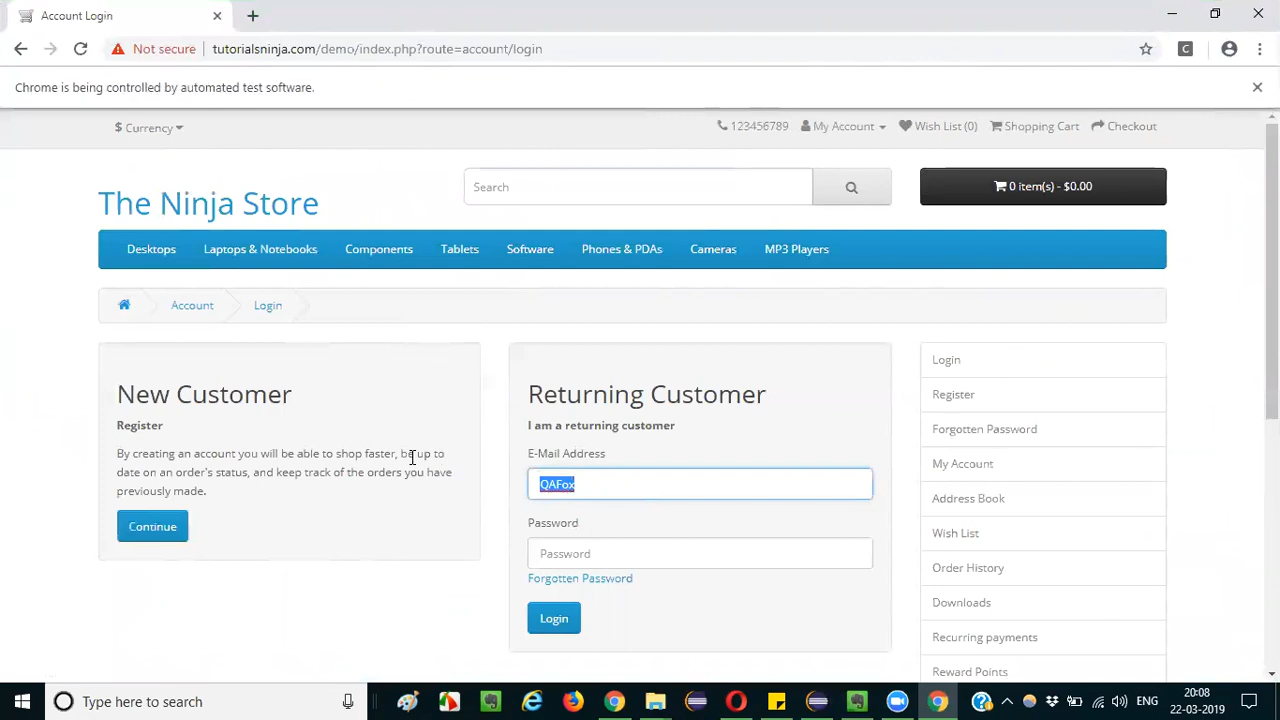 Account Login
Not secure
tutorialsninja.com/demo/index.php?route=account/login
Chrome is being controlled by automated test software.
$ Currency
123456789
My Account
Wish List (0)
Shopping Cart
Checkout
The Ninja Store
Search
0 item(s) - $0.00
Desktops
Laptops & Notebooks
Components
Tablets
Software
Phones & PDAs
Cameras
MP3 Players
Account
Login
New Customer
Register
By creating an account you will be able to shop faster, be up to
date on an order's status, and keep track of the orders you have
previously made.
Continue
Returning Customer
I am a returning customer
E-Mail Address
QAFox
Password
Password
Forgotten Password
Login
Login
Register
Forgotten Password
My Account
Address Book
Wish List
Order History
Downloads
Recurring payments
Reward Points
Type here to search
ENG
20:08
22-03-2019